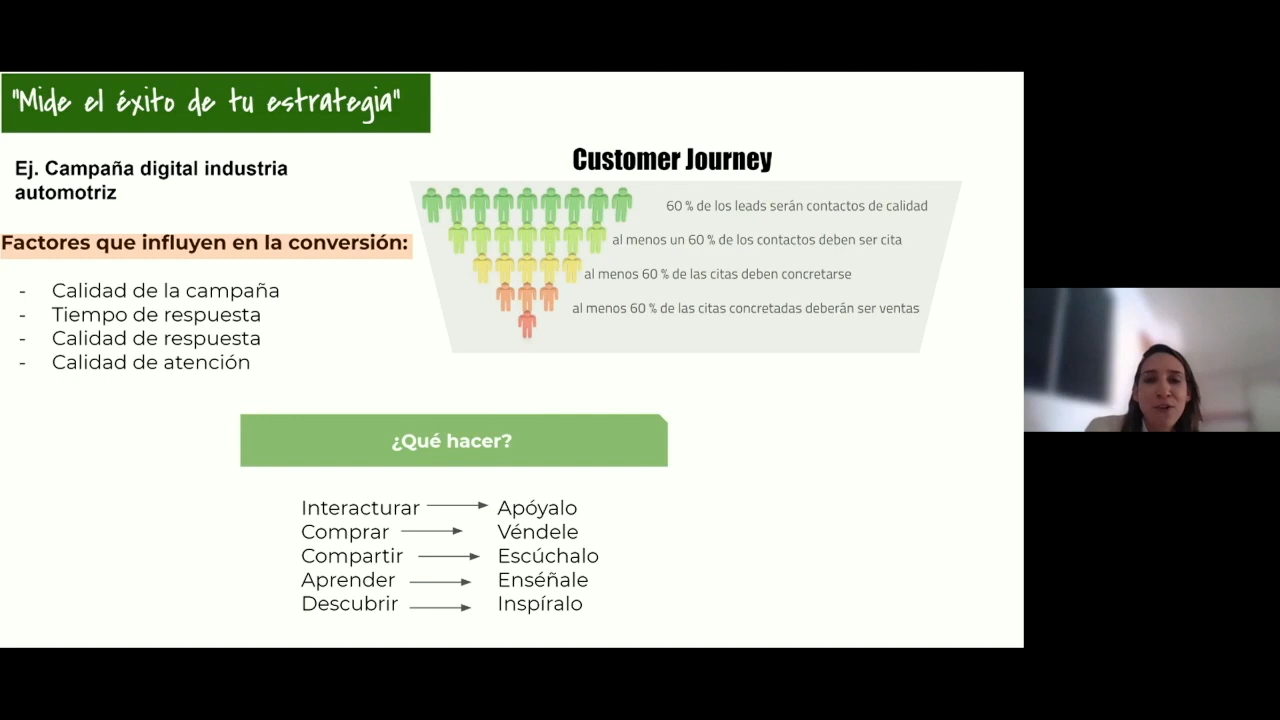 "Mide el éxito de tu estrategia"
Ej. Campaña digital industria
automotriz
Factores que influyen en la conversión:
- Calidad de la campaña
- Tiempo de respuesta
- Calidad de respuesta
- Calidad de atención
Customer Journey
60 % de los leads serán contactos de calidad
al menos un 60 % de los contactos deben ser cita
al menos 60 % de las citas deben concretarse
al menos 60 % de las citas concretadas deberán ser ventas
¿Qué hacer?
Interacturar Apóyalo
Comprar Véndele
Compartir Escúchalo
Aprender Enséñale
Descubrir Inspíralo